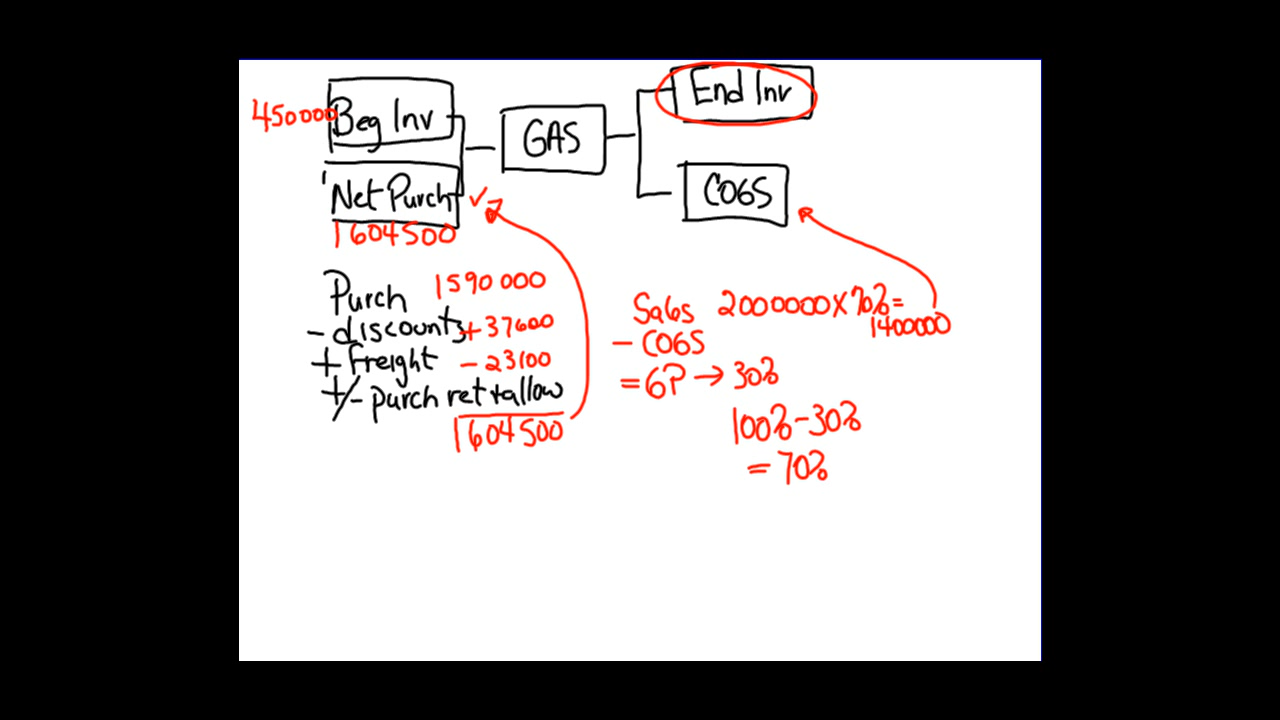 450000 Beg Inv
GAS
End Inv
Net Purch ✓
1604500
COGS
Purch 1590000
- discounts + 37600
+ Freight - 23100
+/- purch ret + allow
1604500
Sales 2000000 x 70% =
1400000
- COGS
= GP → 30%
100% - 30%
= 70%